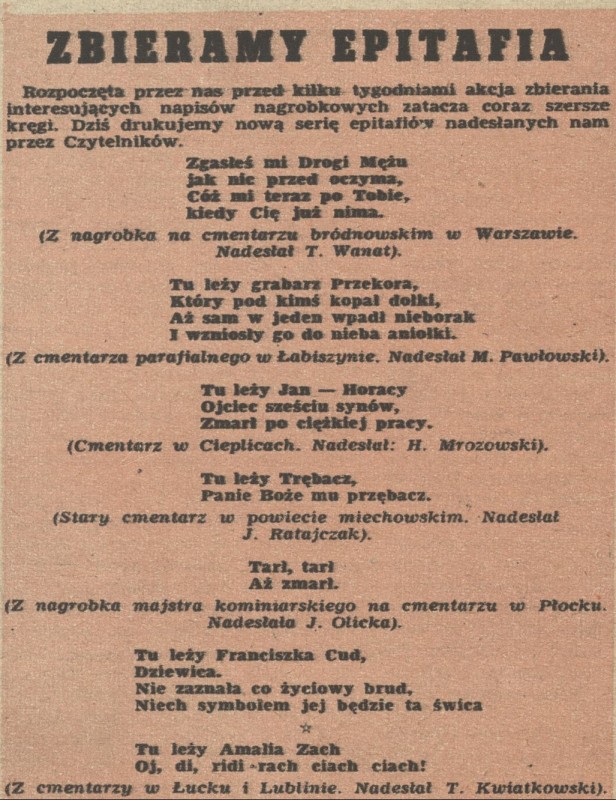 ZBIERAMY EPITAFIA
Rozpoczęta przez nas przed kilku tygodniami akcja zbierania
interesujących napisów nagrobkowych zatacza coraz szersze
kręgi. Dziś drukujemy nową serię epitafiów nadesłanych nam
przez Czytelników.
Zgasłeś mi Drogi Mężu
jak nic przed oczyma,
Cóż mi teraz po Tobie,
kiedy Cię już nima.
(Z nagrobka na cmentarzu bródnowskim w Warszawie.
Nadesłał T. Wanat).
Tu leży grabarz Przekora,
Który pod kimś kopał dołki,
Aż sam w jeden wpadł nieborak
I wzniosły go do nieba aniołki.
(Z cmentarza parafialnego w Łabiszynie. Nadesłał M. Pawłowski).
Tu leży Jan — Horacy
Ojciec sześciu synów,
Zmarł po ciężkiej pracy.
(Cmentarz w Cieplicach. Nadesłał: H. Mrozowski).
Tu leży Trębacz,
Panie Boże mu przębacz.
(Stary cmentarz w powiecie miechowskim. Nadesłał
J. Ratajczak).
Tarł, tarł
Aż zmarł.
(Z nagrobka majstra kominiarskiego na cmentarzu w Płocku.
Nadesłała J. Olicka).
Tu leży Franciszka Cud,
Dziewica.
Nie zaznała co życiowy brud,
Niech symbolem jej będzie ta świca
☆
Tu leży Amalia Zach
Oj, di, ridi rach ciach ciach!
(Z cmentarzy w Łucku i Lublinie. Nadesłał T. Kwiatkowski).